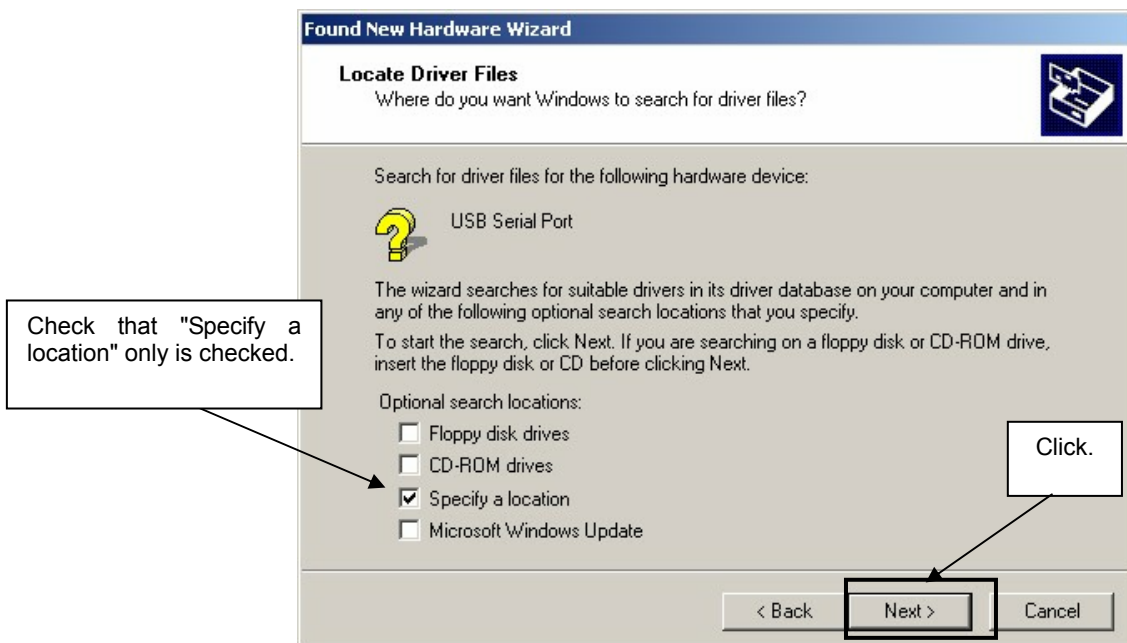 Found New Hardware Wizard
Locate Driver Files
Where do you want Windows to search for driver files?
Search for driver files for the following hardware device:
USB Serial Port
The wizard searches for suitable drivers in its driver database on your computer and in
any of the following optional search locations that you specify.
To start the search, click Next. If you are searching on a floppy disk or CD-ROM drive,
insert the floppy disk or CD before clicking Next.
Check that "Specify a
location" only is checked.
Optional search locations:
Floppy disk drives
CD-ROM drives
Specify a location
Microsoft Windows Update
Click.
< Back
Next >
Cancel